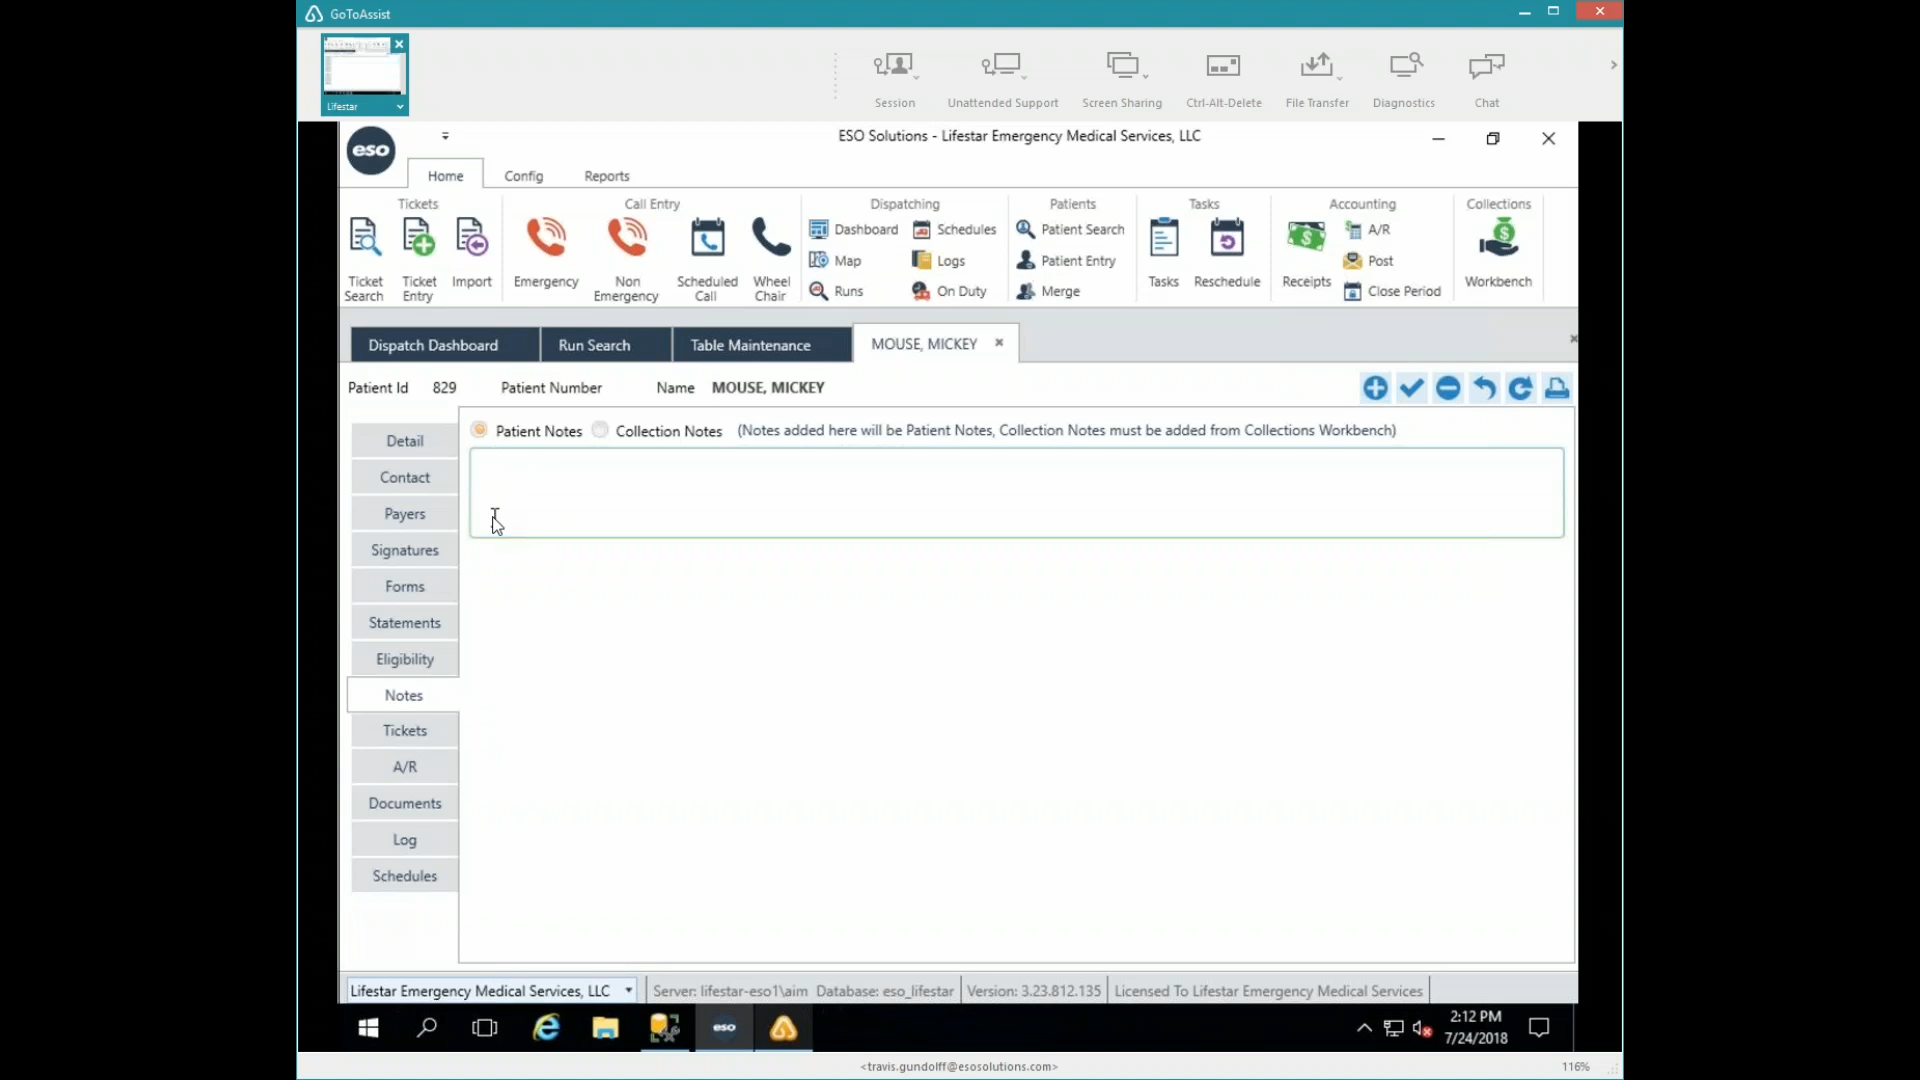 GoToAssist
Lifestar
Session
Unattended Support
Screen Sharing
Ctrl-Alt-Delete
File Transfer
Diagnostics
Chat
eso
ESO Solutions - Lifestar Emergency Medical Services, LLC
Home
Config
Reports
Tickets
Call Entry
Dispatching
Patients
Tasks
Accounting
Collections
Ticket
Search
Ticket
Entry
Import
Emergency
Non
Emergency
Scheduled
Call
Wheel
Chair
Dashboard
Map
Runs
Schedules
Logs
On Duty
Patient Search
Patient Entry
Merge
Tasks
Reschedule
Receipts
A/R
Post
Close Period
Workbench
Dispatch Dashboard
Run Search
Table Maintenance
MOUSE, MICKEY
Patient Id 829 Patient Number Name MOUSE, MICKEY
Detail
Contact
Payers
Signatures
Forms
Statements
Eligibility
Notes
Tickets
A/R
Documents
Log
Schedules
Patient Notes Collection Notes (Notes added here will be Patient Notes, Collection Notes must be added from Collections Workbench)
Lifestar Emergency Medical Services, LLC
Server: lifestar-eso1\aim Database: eso_lifestar
Version: 3.23.812.135
Licensed To Lifestar Emergency Medical Services
eso
2:12 PM
7/24/2018
<travis.gundolff@esosolutions.com>
116%